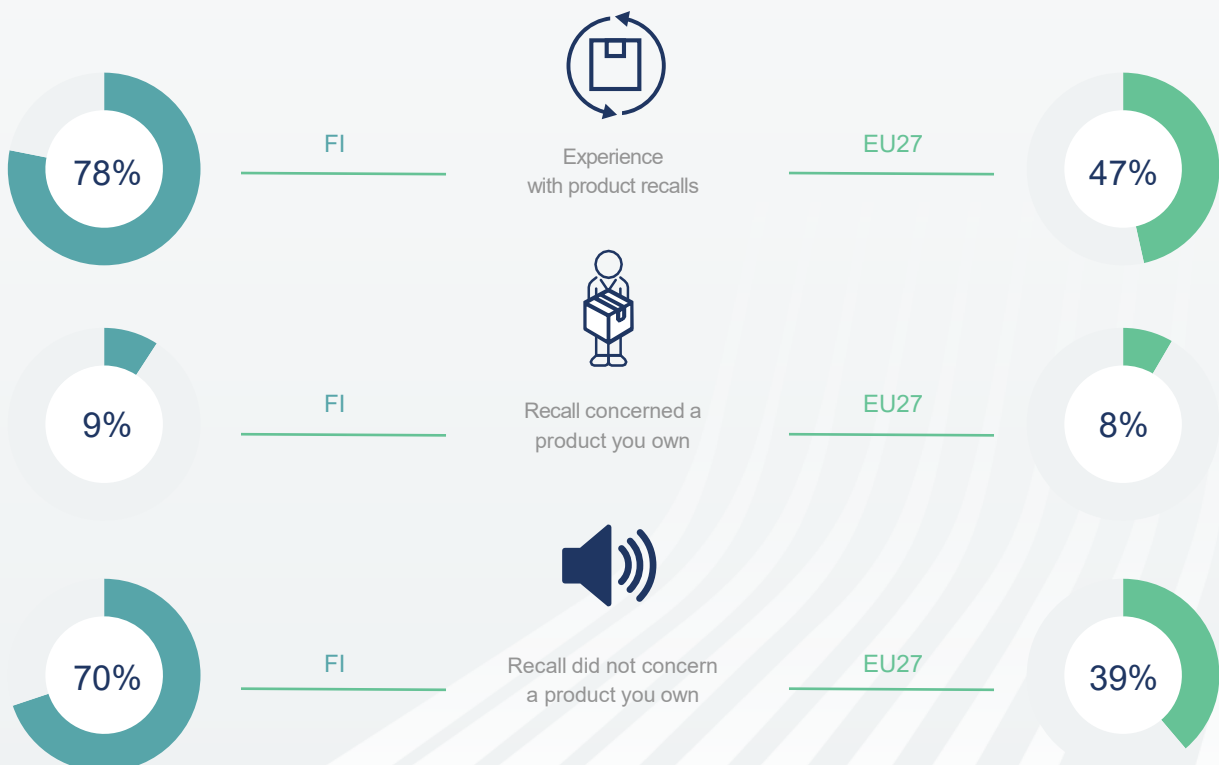 78%
FI
Experience
with product recalls
EU27
47%
9%
FI
Recall concerned a
product you own
EU27
8%
70%
FI
Recall did not concern
a product you own
EU27
39%